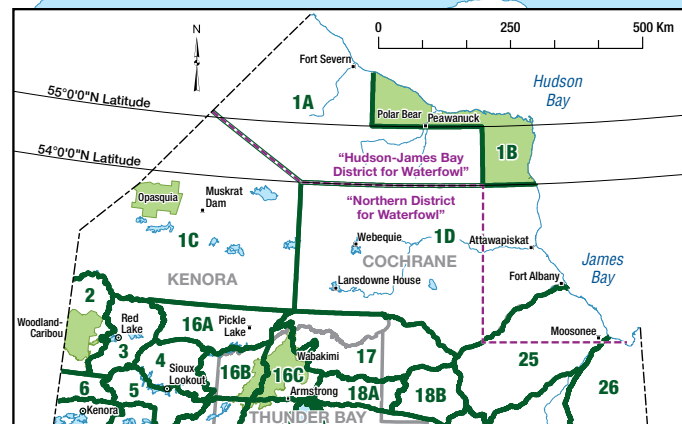 N
0
250
500 Km
Fort Severn
Hudson
Bay
55°0'0"N Latitude
1A
Polar Bear
Peawanuck
1B
54°0'0"N Latitude
“Hudson-James Bay
District for Waterfowl”
“Northern District
for Waterfowl”
Opasquia
Muskrat
Dam
1C
Webequie
1D
Attawapiskat
COCHRANE
James
Bay
KENORA
Lansdowne House
Fort Albany
2
Woodland-
Caribou
Red
Lake
3
16A
Pickle
Lake
Moosonee
4
Sioux
Lookout
Wabakimi
17
25
16B
16C
6
5
Armstrong
18A
18B
26
Kenora
THUNDER BAY